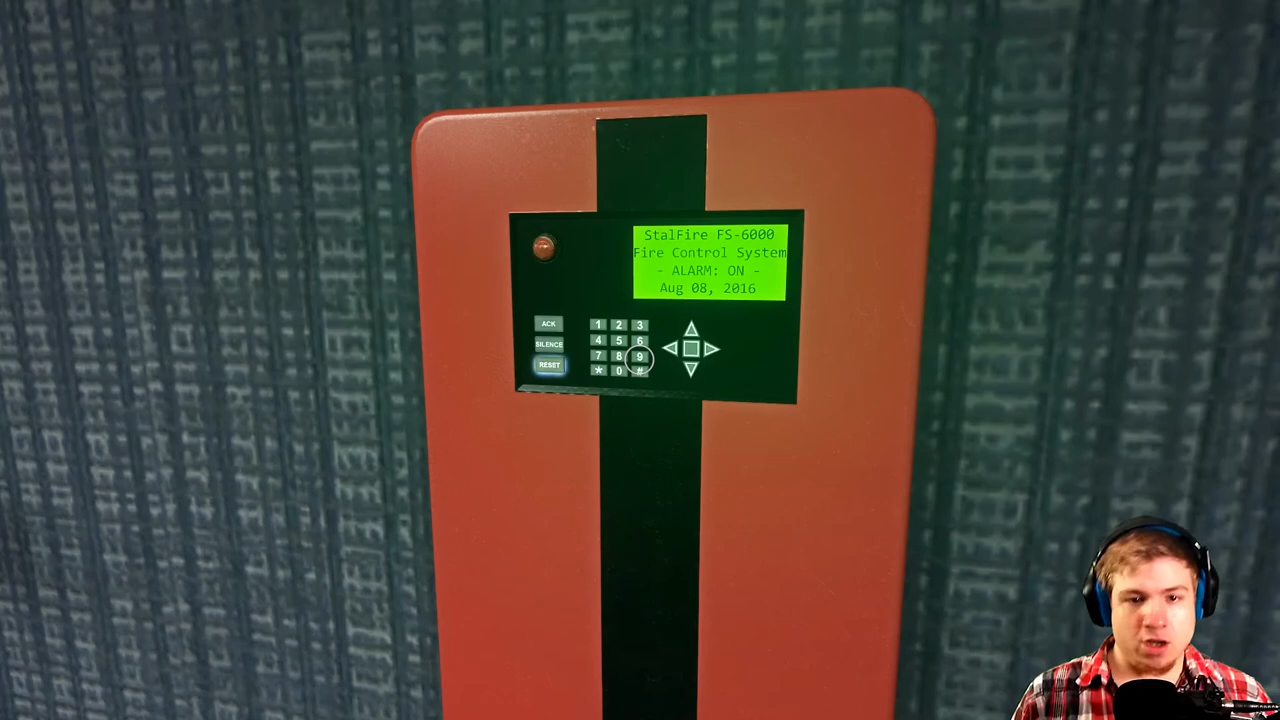 StalFire FS-6000
Fire Control System
- ALARM: ON -
Aug 08, 2016
ACK
SILENCE
RESET
1 2 3
4 5 6
7 8 9
* 0 #